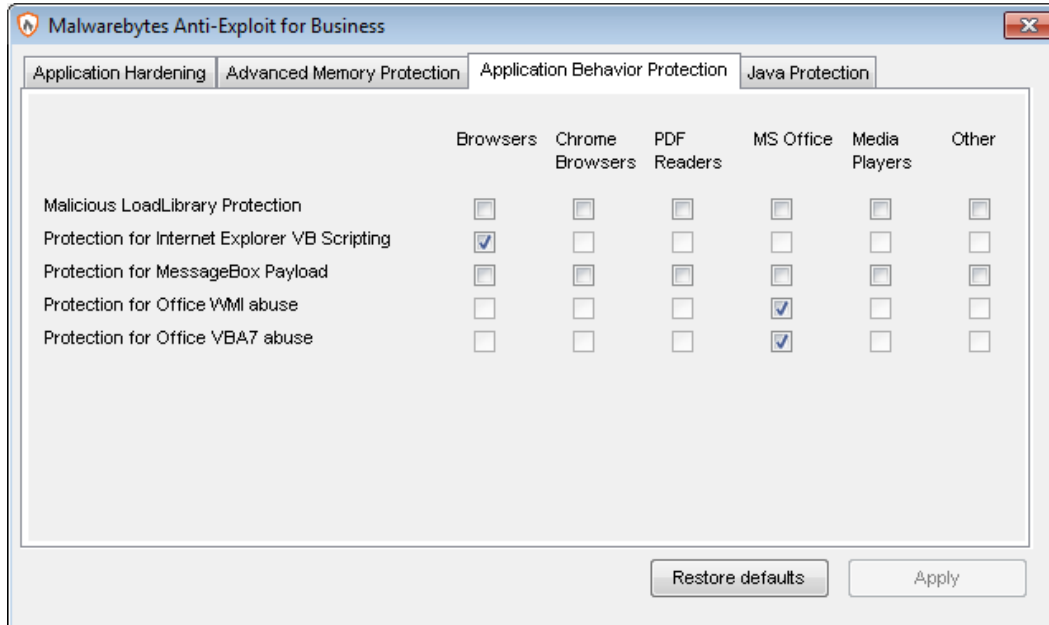 Malwarebytes Anti-Exploit for Business
Application Hardening Advanced Memory Protection Application Behavior Protection Java Protection
Browsers Chrome Browsers PDF Readers MS Office Media Players Other
Malicious LoadLibrary Protection
Protection for Internet Explorer VB Scripting
Protection for MessageBox Payload
Protection for Office WMI abuse
Protection for Office VBA7 abuse
Restore defaults Apply